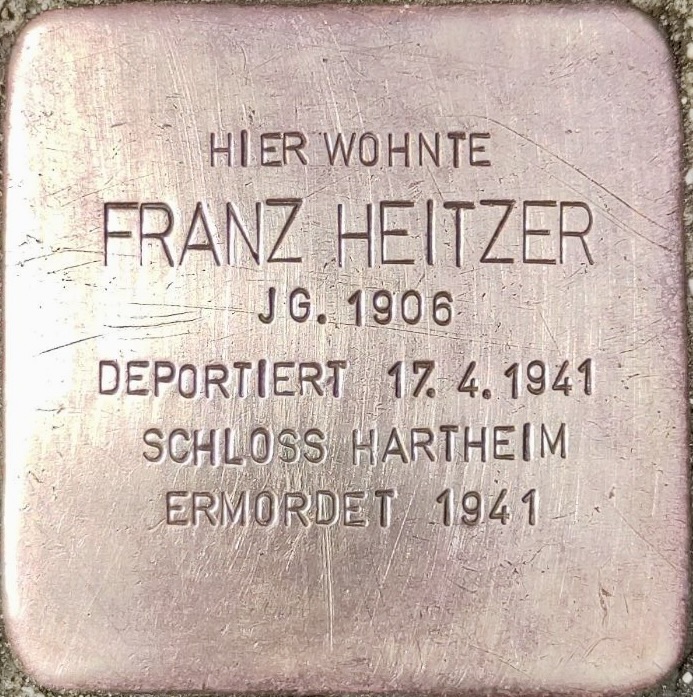 HIER WOHNTE
FRANZ HEITZER
JG. 1906
DEPORTIERT 17. 4. 1941
SCHLOSS HARTHEIM
ERMORDET 1941